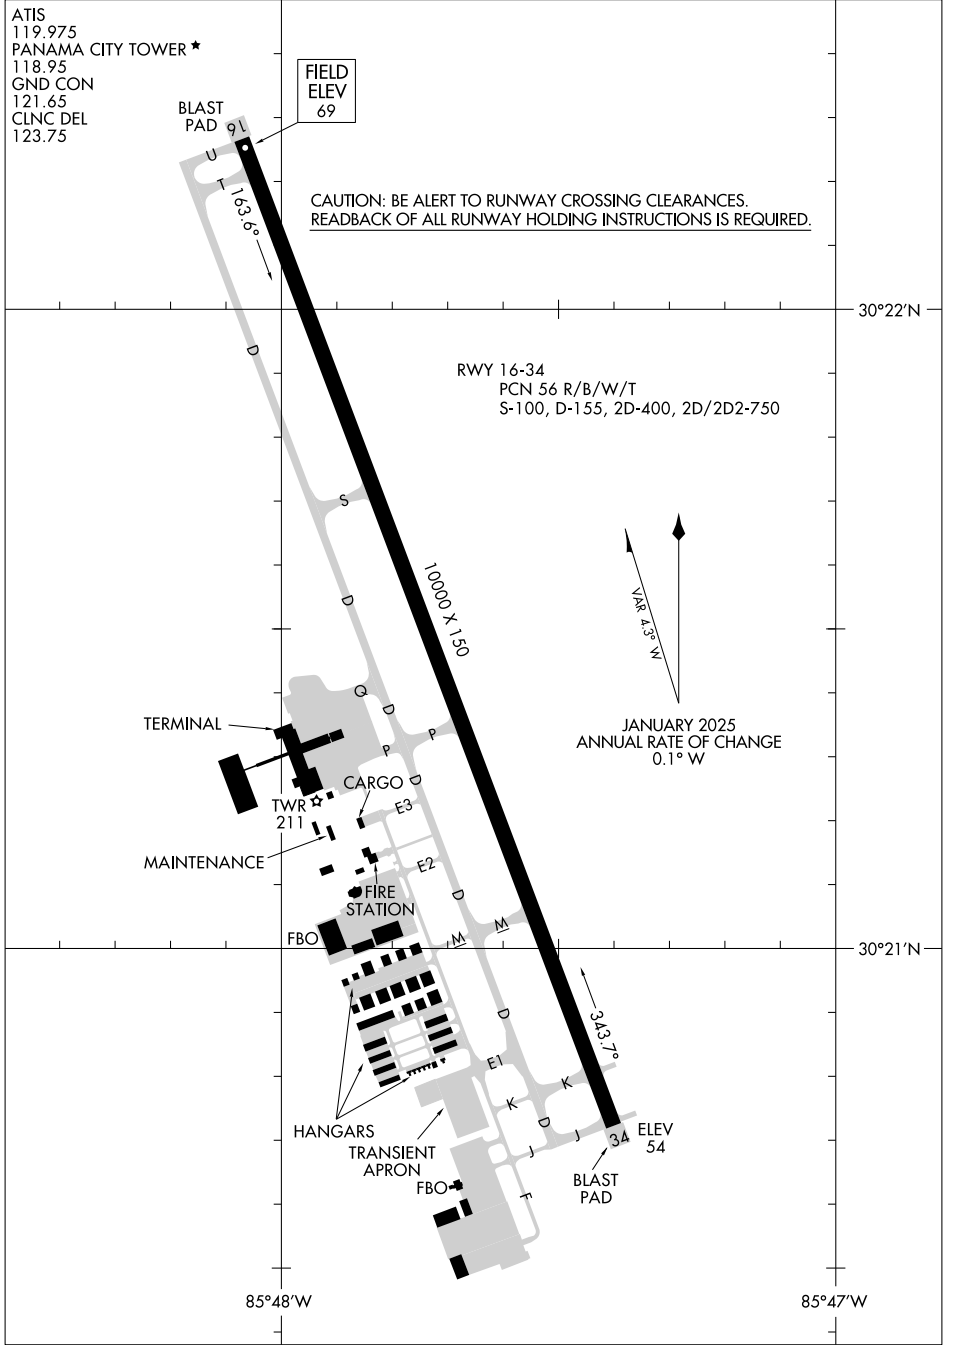 ATIS
119.975
PANAMA CITY TOWER ★
118.95
GND CON
121.65
CLNC DEL
123.75
BLAST
PAD
16
FIELD
ELEV
69
U
T
163.6°
CAUTION: BE ALERT TO RUNWAY CROSSING CLEARANCES.
READBACK OF ALL RUNWAY HOLDING INSTRUCTIONS IS REQUIRED.
30°22'N
D
RWY 16-34
PCN 56 R/B/W/T
S-100, D-155, 2D-400, 2D/2D2-750
S
10000 X 150
D
VAR 4.3° W
JANUARY 2025
ANNUAL RATE OF CHANGE
0.1° W
Q
D
P
P
D
TERMINAL
TWR
211
CARGO
E3
MAINTENANCE
E2
FIRE
STATION
D
M
M
FBO
30°21'N
D
343.7°
E1
K
K
D
J
J
HANGARS
TRANSIENT
APRON
34
ELEV
54
BLAST
PAD
FBO
F
85°48'W
85°47'W